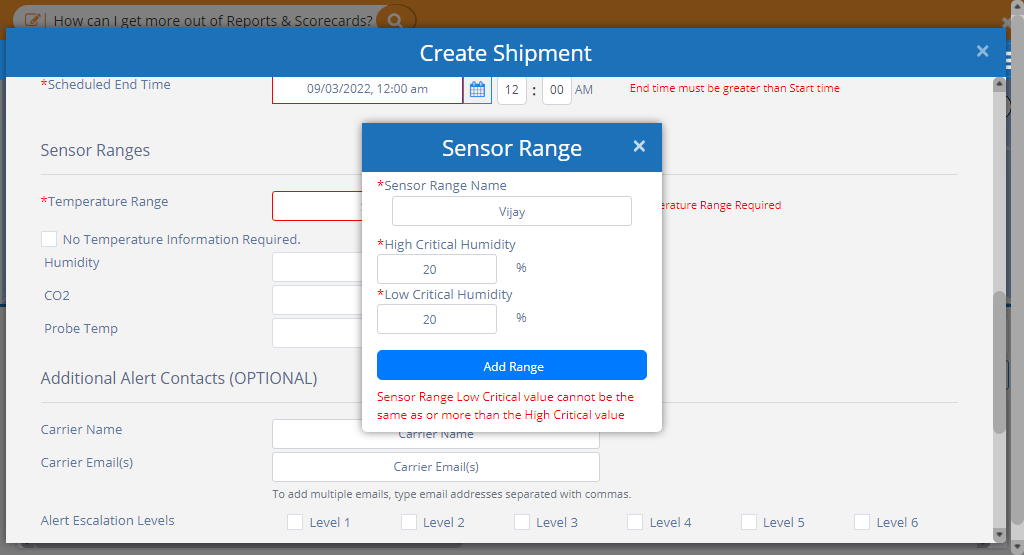 How can I get more out of Reports & Scorecards?
Create Shipment ×
*Scheduled End Time
09/03/2022, 12:00 am
12 : 00 AM
End time must be greater than Start time
Sensor Ranges
*Temperature Range
Range Required
No Temperature Information Required.
Humidity
CO2
Probe Temp
Sensor Range ×
*Sensor Range Name
Vijay
*High Critical Humidity
20 %
*Low Critical Humidity
20 %
Add Range
Sensor Range Low Critical value cannot be the
same as or more than the High Critical value
Additional Alert Contacts (OPTIONAL)
Carrier Name
Carrier Name
Carrier Email(s)
Carrier Email(s)
To add multiple emails, type email addresses separated with commas.
Alert Escalation Levels
Level 1 Level 2 Level 3 Level 4 Level 5 Level 6